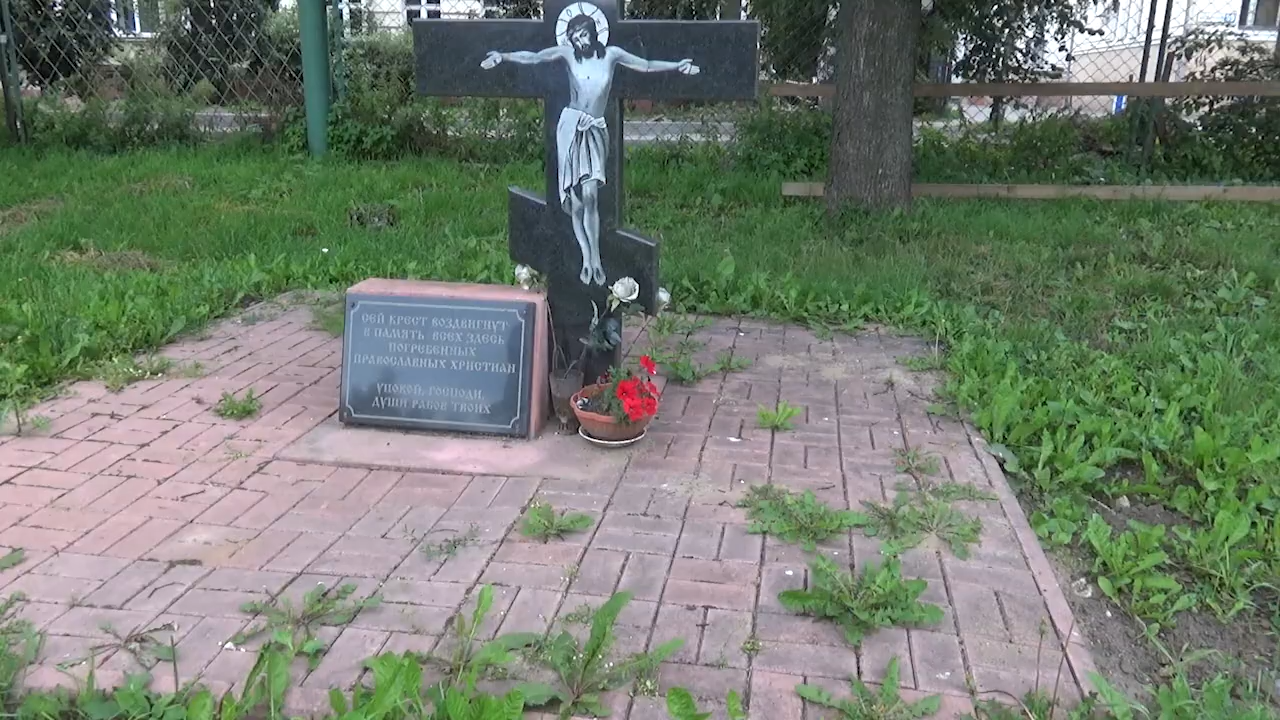 СЕЙ КРЕСТ ВОЗДВИГНУТ
В ПАМЯТЬ ВСЕХ ЗДЕСЬ
ПОГРЕБЕННЫХ
ПРАВОСЛАВНЫХ ХРИСТИАН
УПОКОЙ, ГОСПОДИ,
ДУШИ РАБОВ ТВОИХ